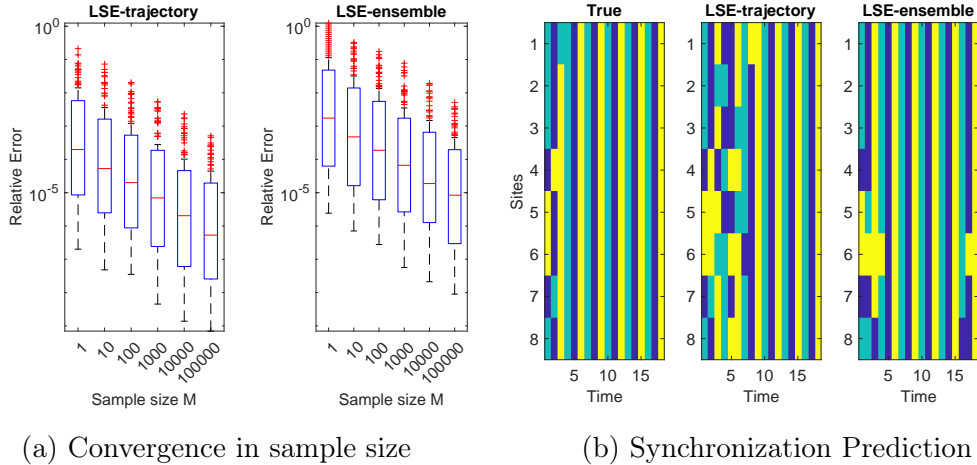 LSE-trajectory
10^0
10^-5
Relative Error
1
10
100
1000
10000
100000
Sample size M
LSE-ensemble
10^0
10^-5
Relative Error
1
10
100
1000
10000
100000
Sample size M
(a) Convergence in sample size
True
1
2
3
4
5
6
7
8
Sites
5 10 15
Time
LSE-trajectory
1
2
3
4
5
6
7
8
5 10 15
Time
LSE-ensemble
1
2
3
4
5
6
7
8
5 10 15
Time
(b) Synchronization Prediction